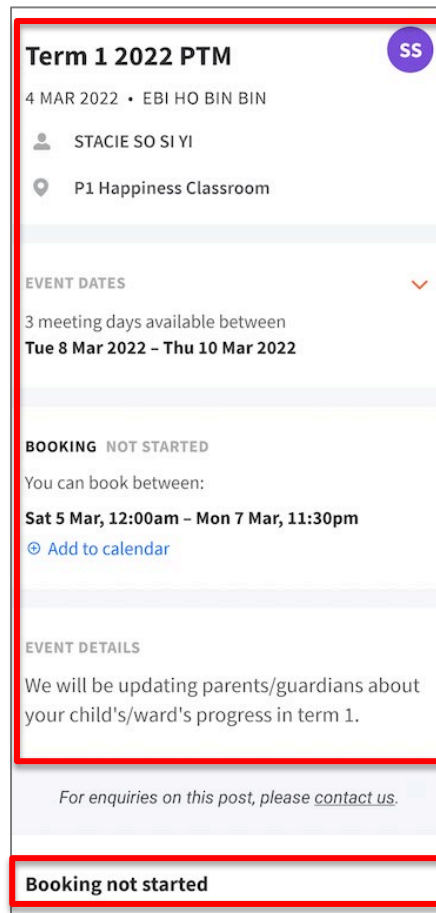 Term 1 2022 PTM
SS
4 MAR 2022 • EBI HO BIN BIN
STACIE SO SI YI
P1 Happiness Classroom
EVENT DATES
3 meeting days available between
Tue 8 Mar 2022 – Thu 10 Mar 2022
BOOKING NOT STARTED
You can book between:
Sat 5 Mar, 12:00am – Mon 7 Mar, 11:30pm
Add to calendar
EVENT DETAILS
We will be updating parents/guardians about
your child's/ward's progress in term 1.
For enquiries on this post, please contact us.
Booking not started